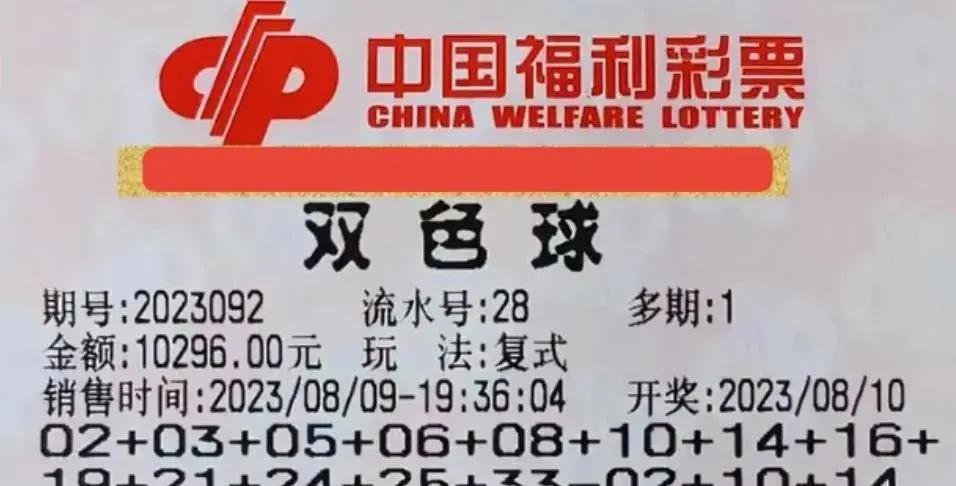 中国福利彩票
CHINA WELFARE LOTTERY
双色球
期号:2023092 流水号:28 多期:1
金额:10296.00元 玩 法:复式
销售时间:2023/08/09-19:36:04 开奖:2023/08/10
02+03+05+06+08+10+14+16+
19+21+24+25+33-02+10+14